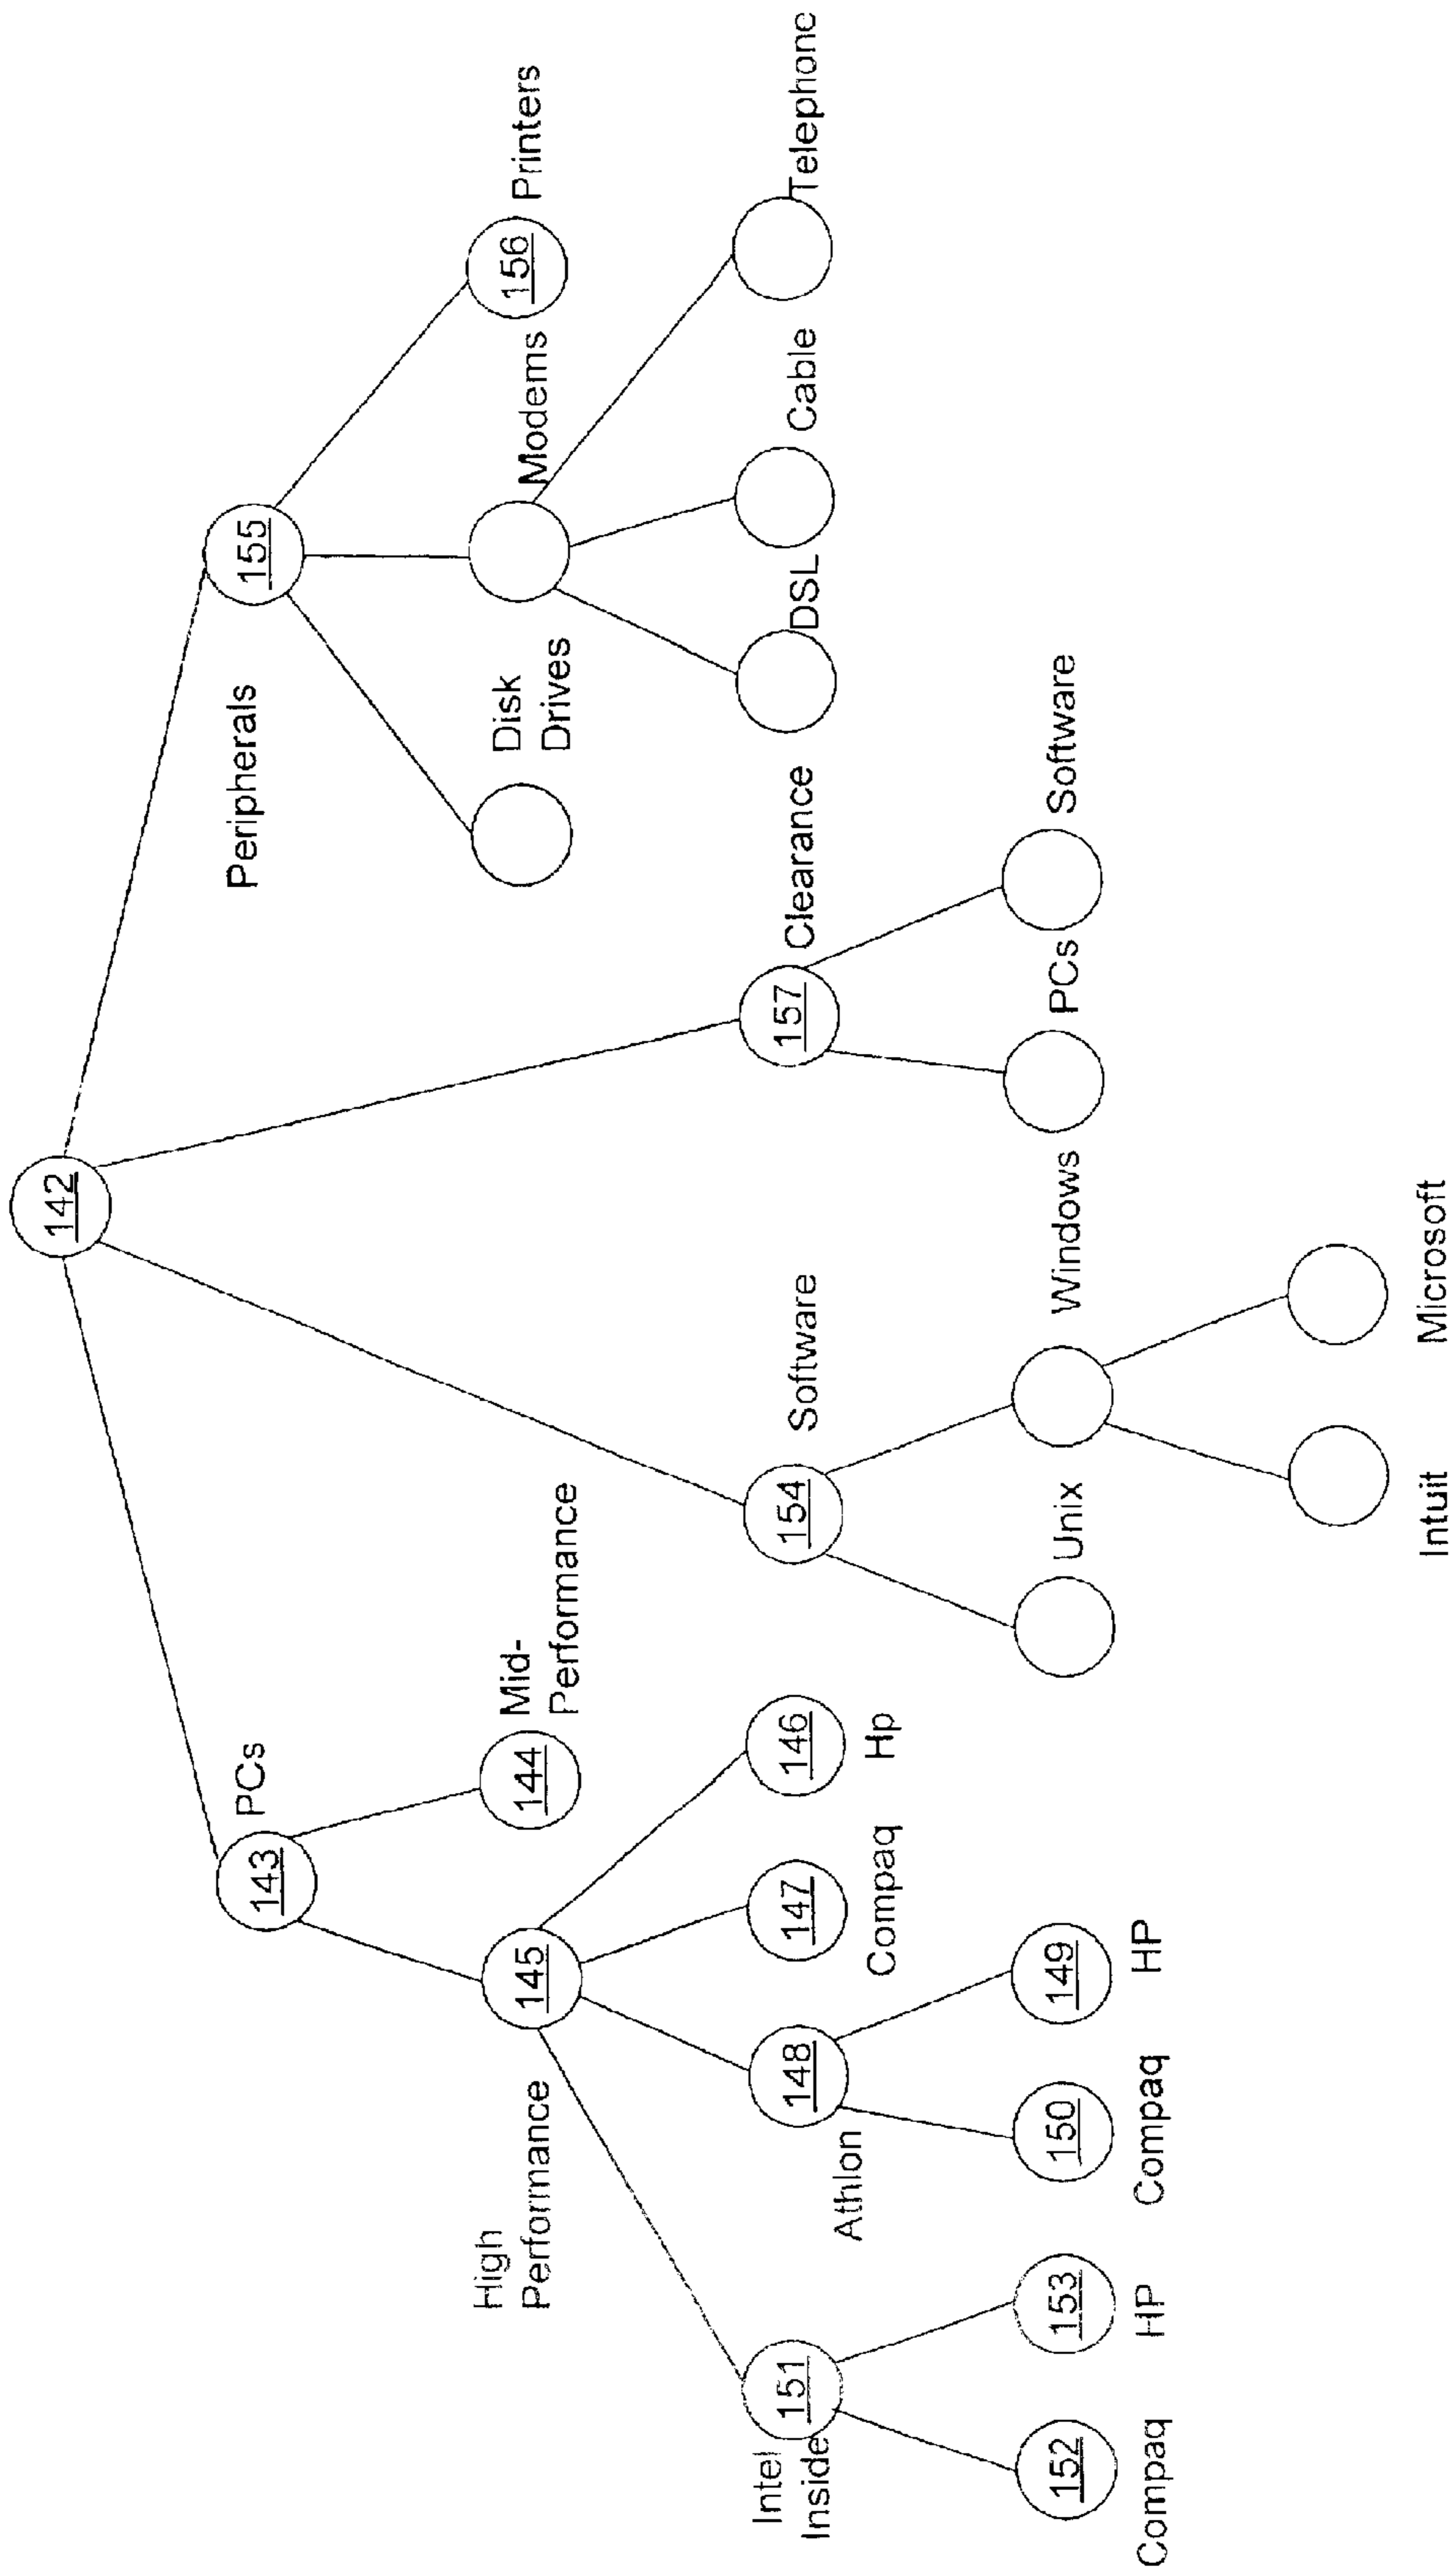 142
143
PCs
Peripherals
155
High
Performance
145
144
Mid-
Performance
Disk
Drives
Modems
156
Printers
Intel
Inside
151
Athlon
148
147
Compaq
146
Hp
154
Software
157
Clearance
DSL
Cable
Telephone
152
Compaq
153
HP
150
Compaq
149
HP
Unix
Windows
PCs
Software
Intuit
Microsoft